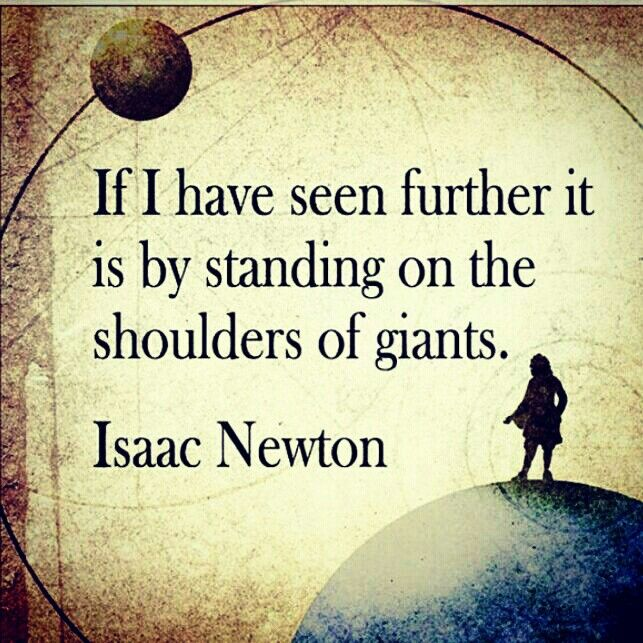 If I have seen further it
is by standing on the
shoulders of giants.
Isaac Newton